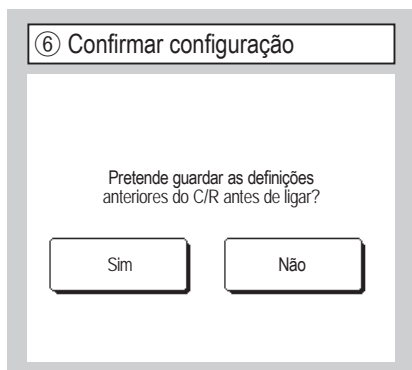 ⑥ Confirmar configuração
Pretende guardar as definições
anteriores do C/R antes de ligar?
Sim
Não